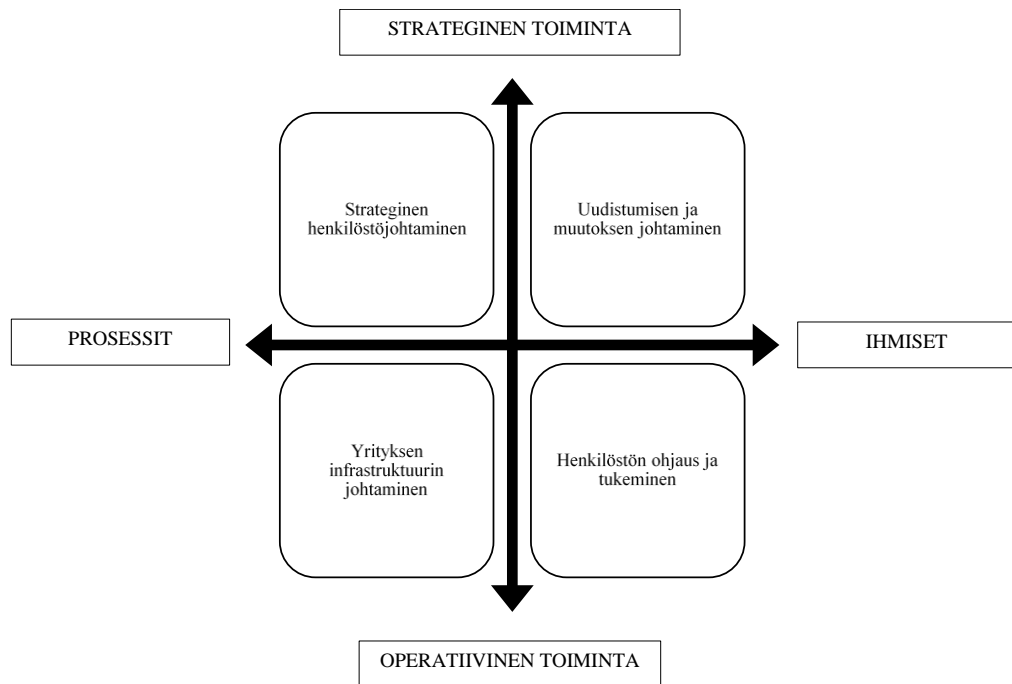 STRATEGINEN TOIMINTA
Strateginen
henkilöstöjohtaminen
Uudistumisen ja
muutoksen johtaminen
PROSESSIT
IHMISET
Yrityksen
infrastruktuurin
johtaminen
Henkilöstön ohjaus ja
tukeminen
OPERATIIVINEN TOIMINTA